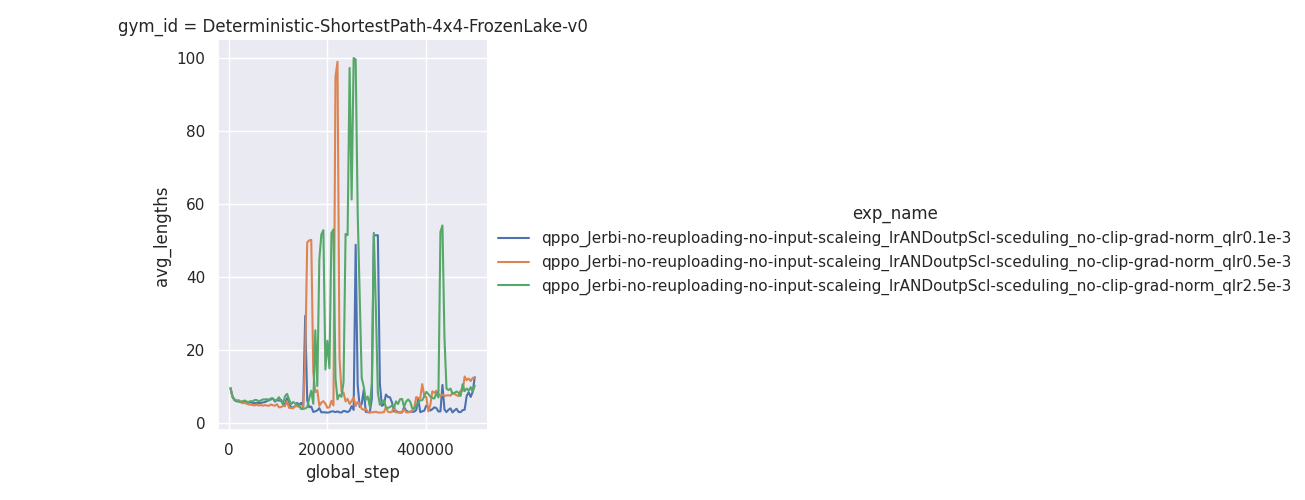 gym_id = Deterministic-ShortestPath-4x4-FrozenLake-v0
100
80
60
40
20
0
avg_lengths
0 200000 400000
global_step
exp_name
qppo_Jerbi-no-reuploading-no-input-scaleing_lrANDoutpScl-sceduling_no-clip-grad-norm_qlr0.1e-3
qppo_Jerbi-no-reuploading-no-input-scaleing_lrANDoutpScl-sceduling_no-clip-grad-norm_qlr0.5e-3
qppo_Jerbi-no-reuploading-no-input-scaleing_lrANDoutpScl-sceduling_no-clip-grad-norm_qlr2.5e-3